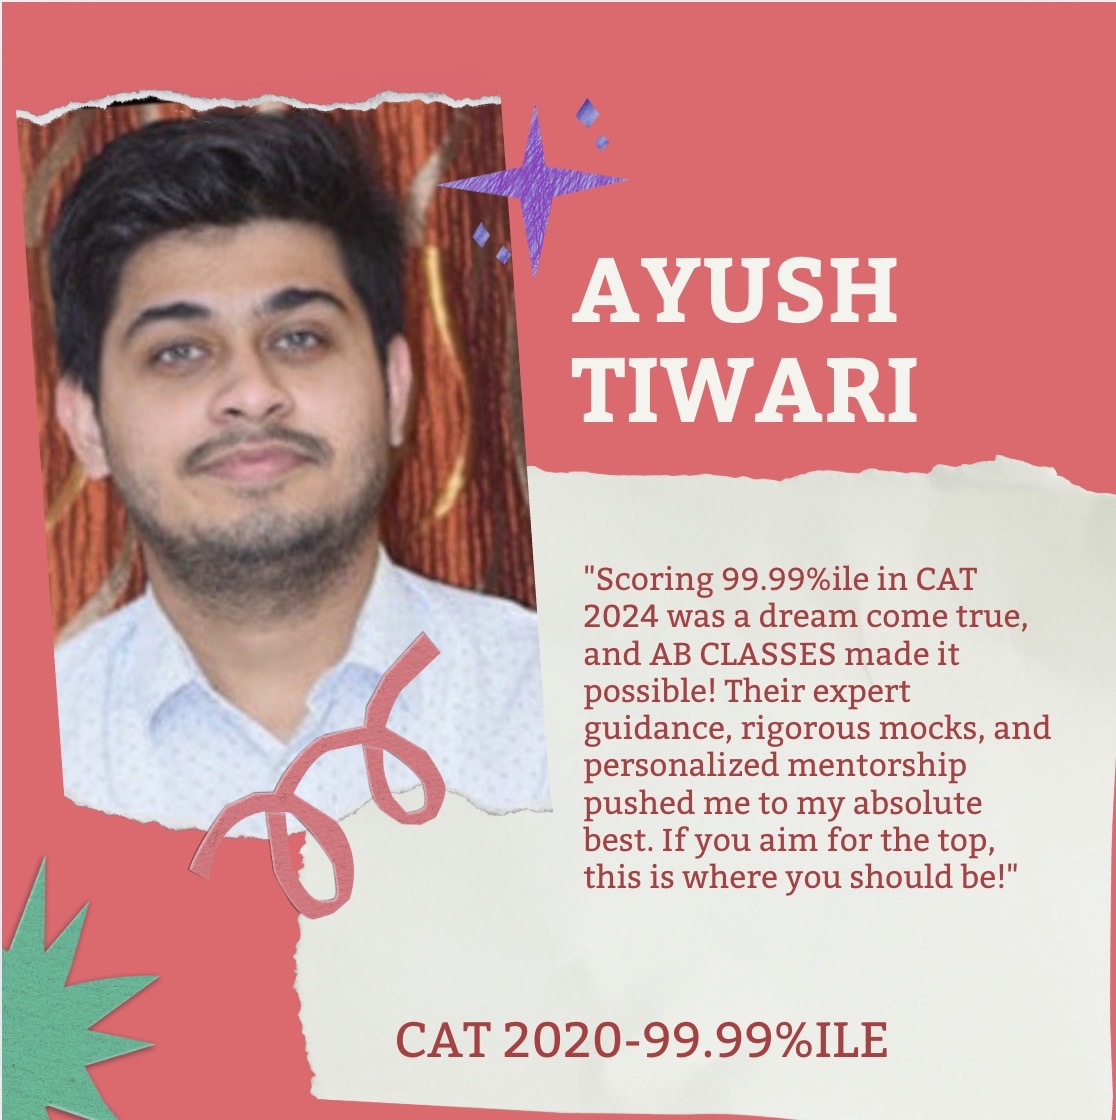 AYUSH
TIWARI
"Scoring 99.99%ile in CAT
2024 was a dream come true,
and AB CLASSES made it
possible! Their expert
guidance, rigorous mocks, and
personalized mentorship
pushed me to my absolute
best. If you aim for the top,
this is where you should be!"
CAT 2020-99.99%ILE